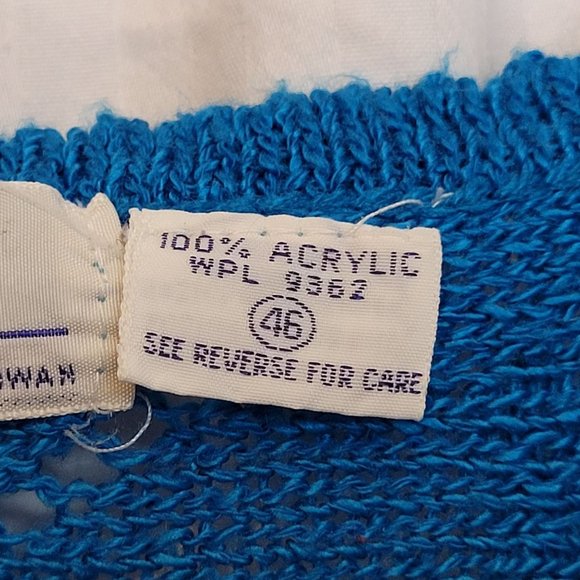 100% ACRYLIC
WPL 9362
46
SEE REVERSE FOR CARE